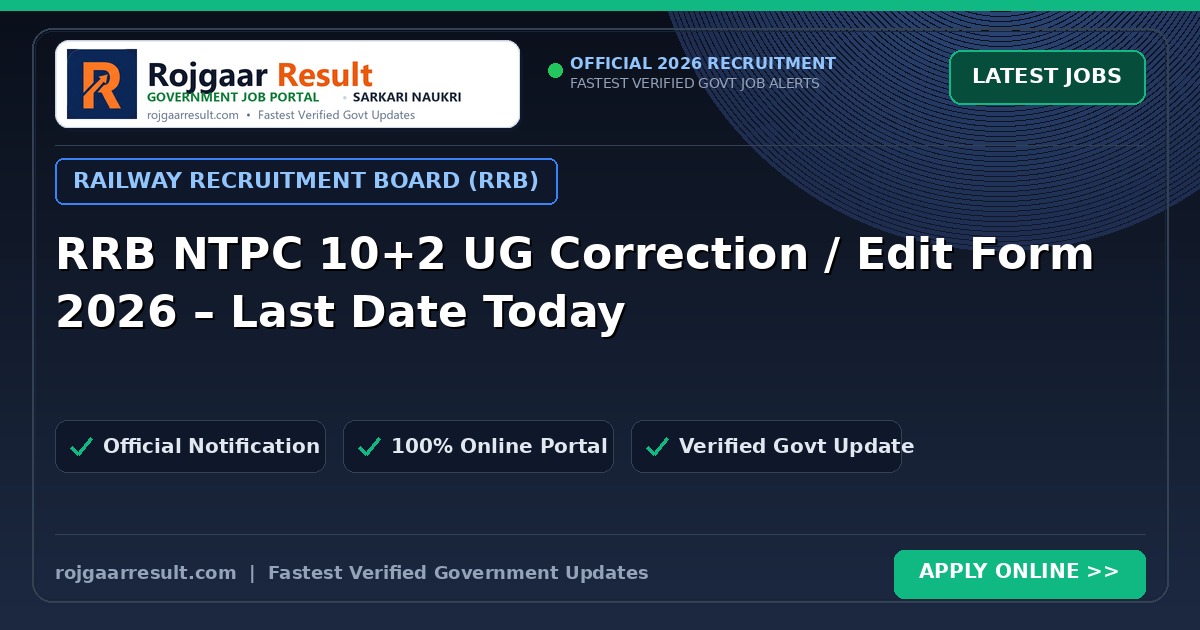 Rojgaar Result
GOVERNMENT JOB PORTAL • SARKARI NAUKRI
rojgaarresult.com • Fastest Verified Govt Updates
OFFICIAL 2026 RECRUITMENT
FASTEST VERIFIED GOVT JOB ALERTS
LATEST JOBS
RAILWAY RECRUITMENT BOARD (RRB)
RRB NTPC 10+2 UG Correction / Edit Form
2026 – Last Date Today
Official Notification
100% Online Portal
Verified Govt Update
rojgaarresult.com | Fastest Verified Government Updates
APPLY ONLINE >>